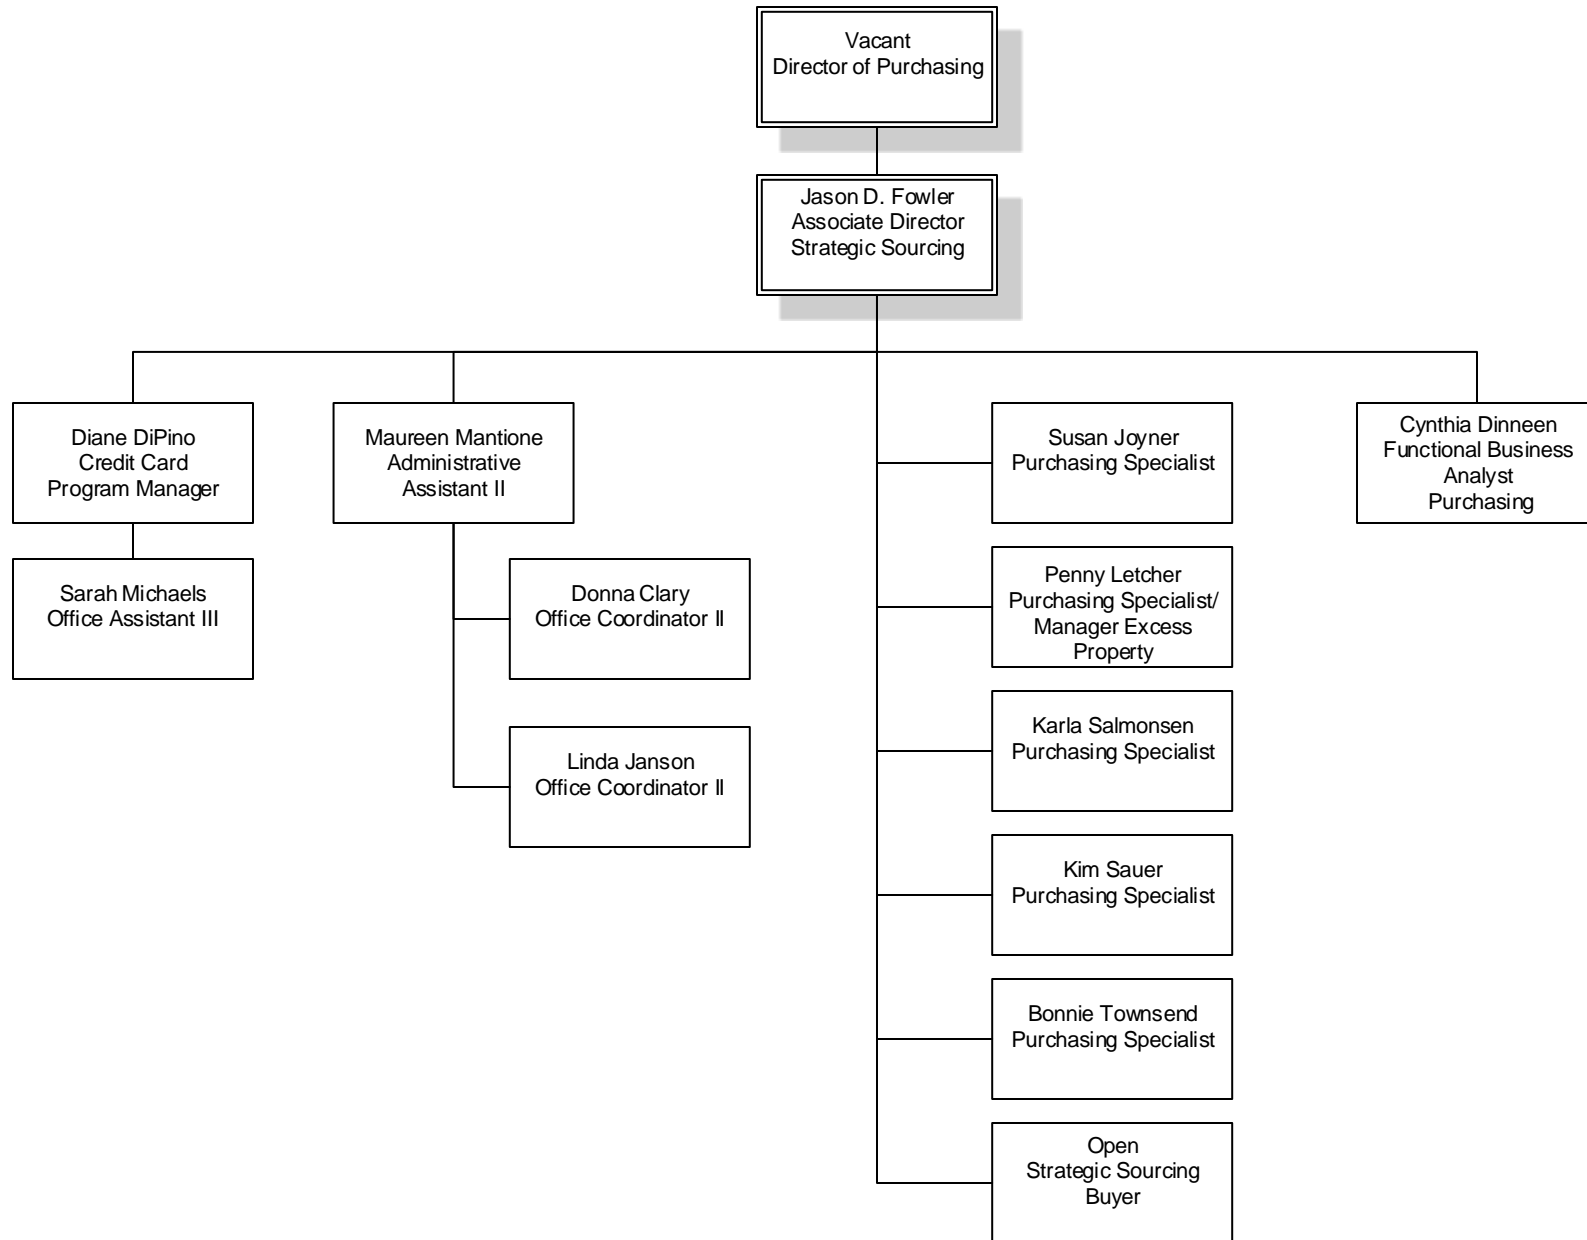 Vacant
Director of Purchasing
Jason D. Fowler
Associate Director
Strategic Sourcing
Diane DiPino
Credit Card
Program Manager
Sarah Michaels
Office Assistant III
Maureen Mantione
Administrative
Assistant II
Donna Clary
Office Coordinator II
Linda Janson
Office Coordinator II
Susan Joyner
Purchasing Specialist
Penny Letcher
Purchasing Specialist/
Manager Excess
Property
Karla Salmonsen
Purchasing Specialist
Kim Sauer
Purchasing Specialist
Bonnie Townsend
Purchasing Specialist
Open
Strategic Sourcing
Buyer
Cynthia Dinneen
Functional Business
Analyst
Purchasing